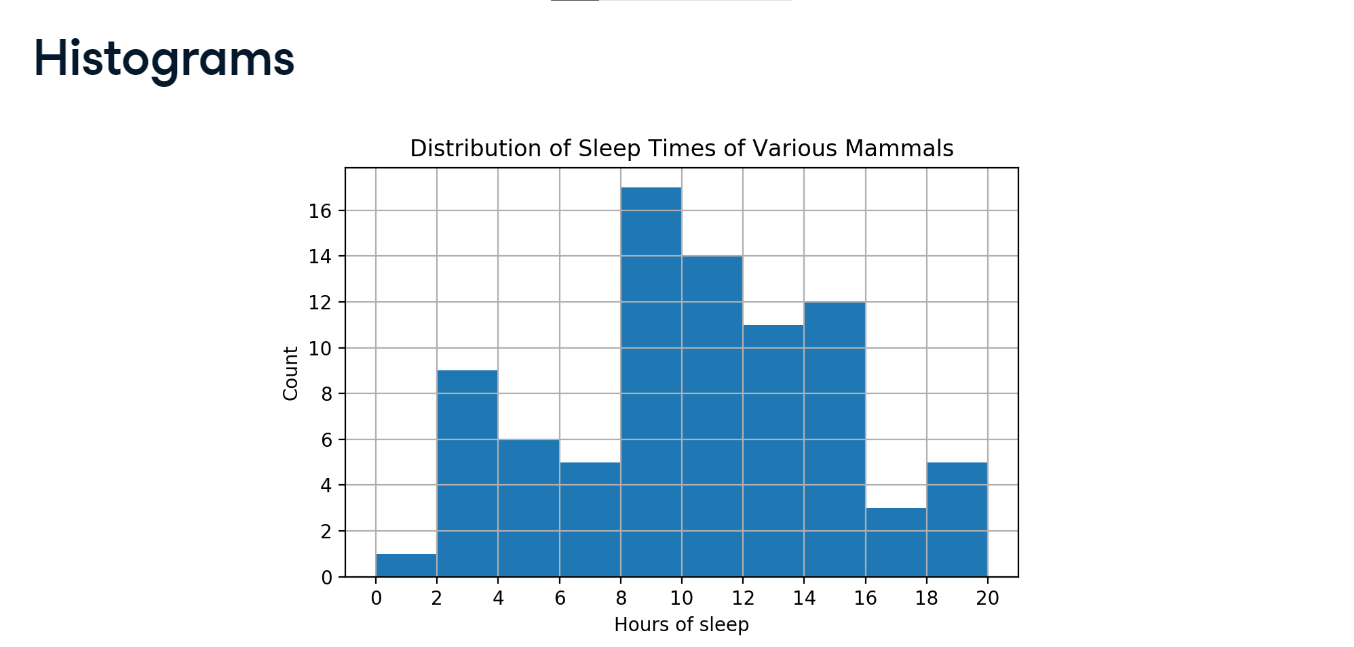 Histograms
Distribution of Sleep Times of Various Mammals
16
14
12
10
8
6
4
2
0
Count
0 2 4 6 8 10 12 14 16 18 20
Hours of sleep